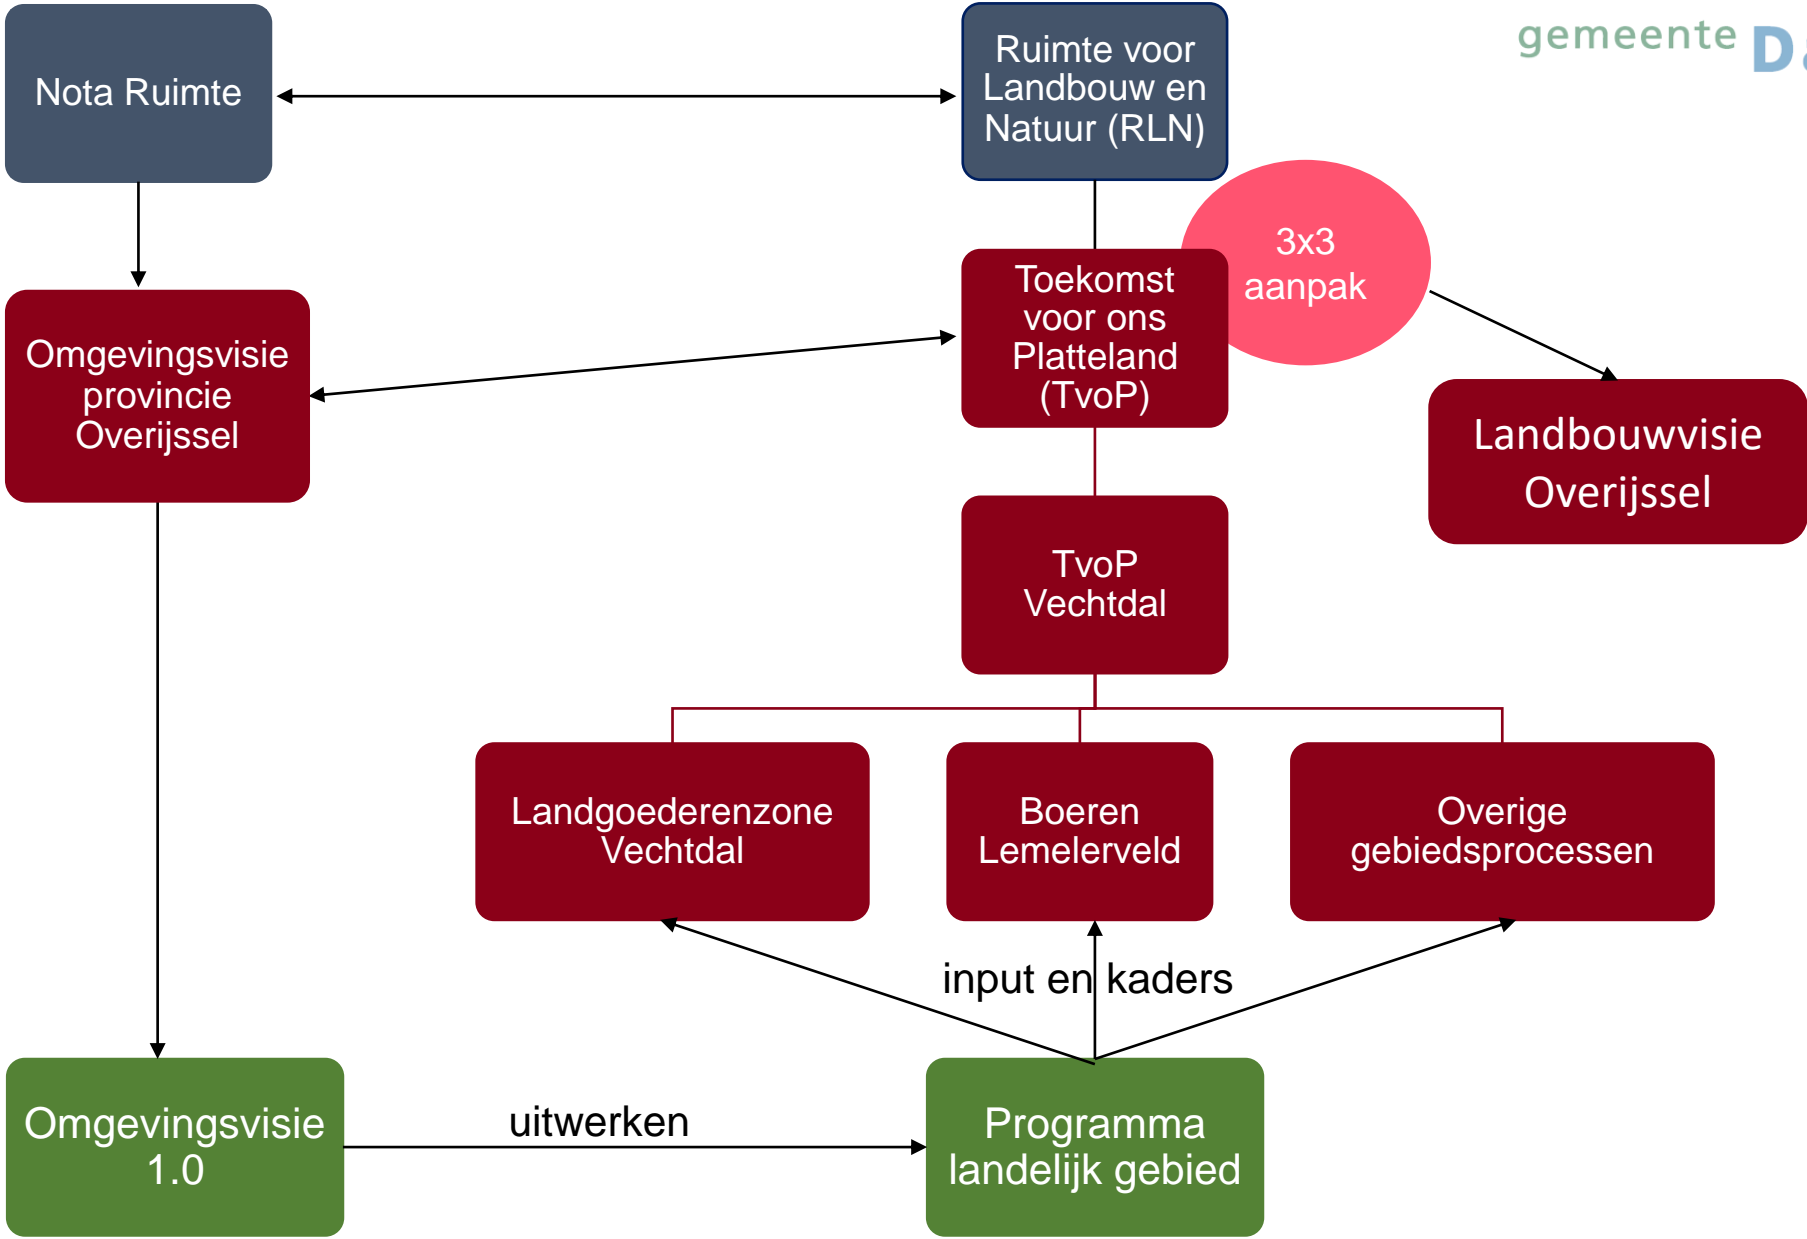 gemeente
Nota Ruimte
Ruimte voor
Landbouw en
Natuur (RLN)
3x3
aanpak
Toekomst
voor ons
Platteland
(TvoP)
Omgevingsvisie
provincie
Overijssel
Landbouwvisie
Overijssel
TvoP
Vechtdal
Landgoederenzone
Vechtdal
Boeren
Lemelerveld
Overige
gebiedsprocessen
input en kaders
Omgevingsvisie
1.0
uitwerken
Programma
landelijk gebied